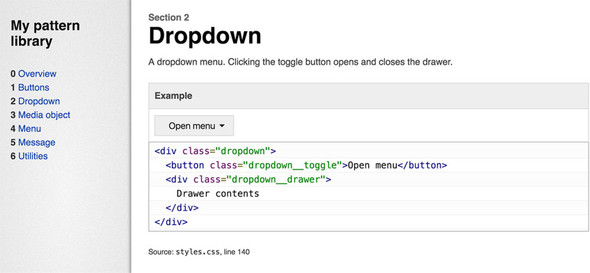 My pattern
library
0 Overview
1 Buttons
2 Dropdown
3 Media object
4 Menu
5 Message
6 Utilities
Section 2
Dropdown
A dropdown menu. Clicking the toggle button opens and closes the drawer.
Example
Open menu
<div class="dropdown">
  <button class="dropdown__toggle">Open menu</button>
  <div class="dropdown__drawer">
    Drawer contents
  </div>
</div>
Source: styles.css, line 140